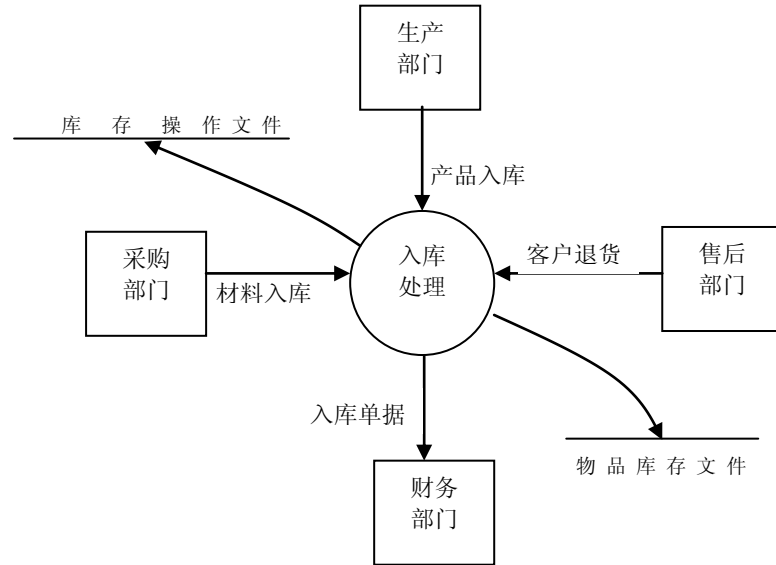 生产
部门
库存操作文件
产品入库
采购
部门
材料入库
入库
处理
客户退货
售后
部门
入库单据
物品库存文件
财务
部门